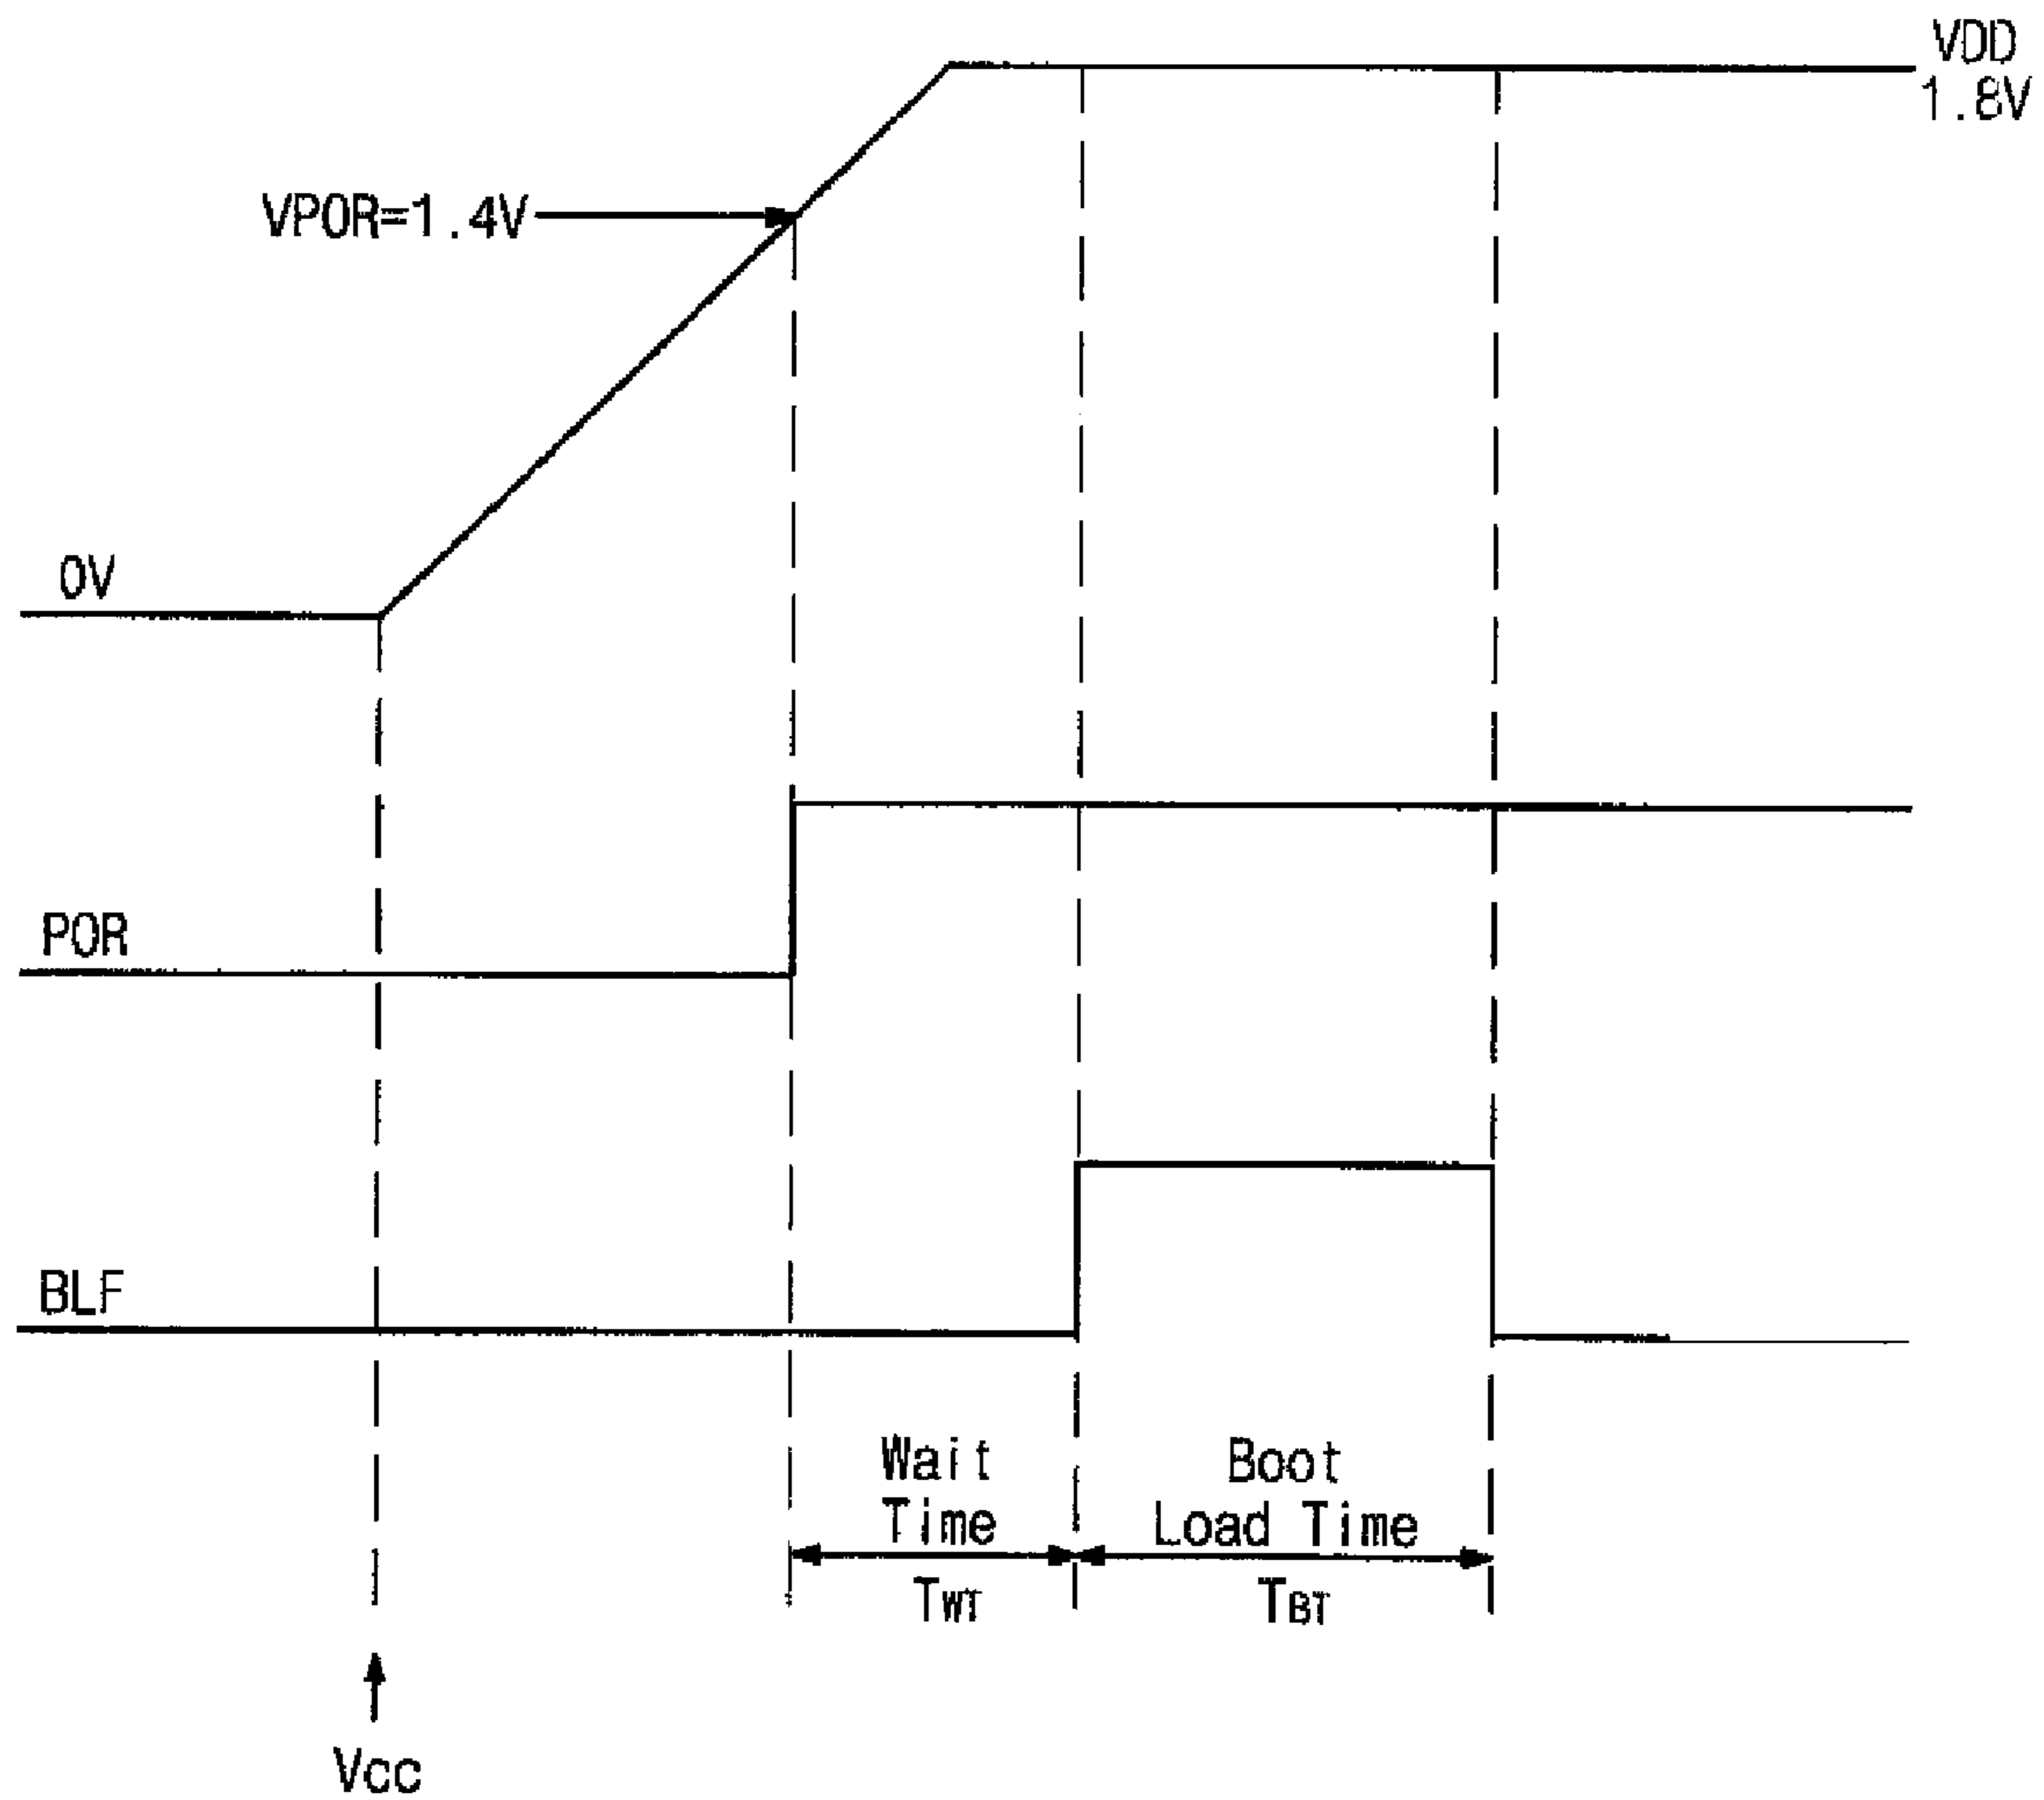 VDD
1.8V
VPOR=1.4V
0V
POR
BLF
Wait
Time
Boot
Load Time
TWT
TBT
Vcc